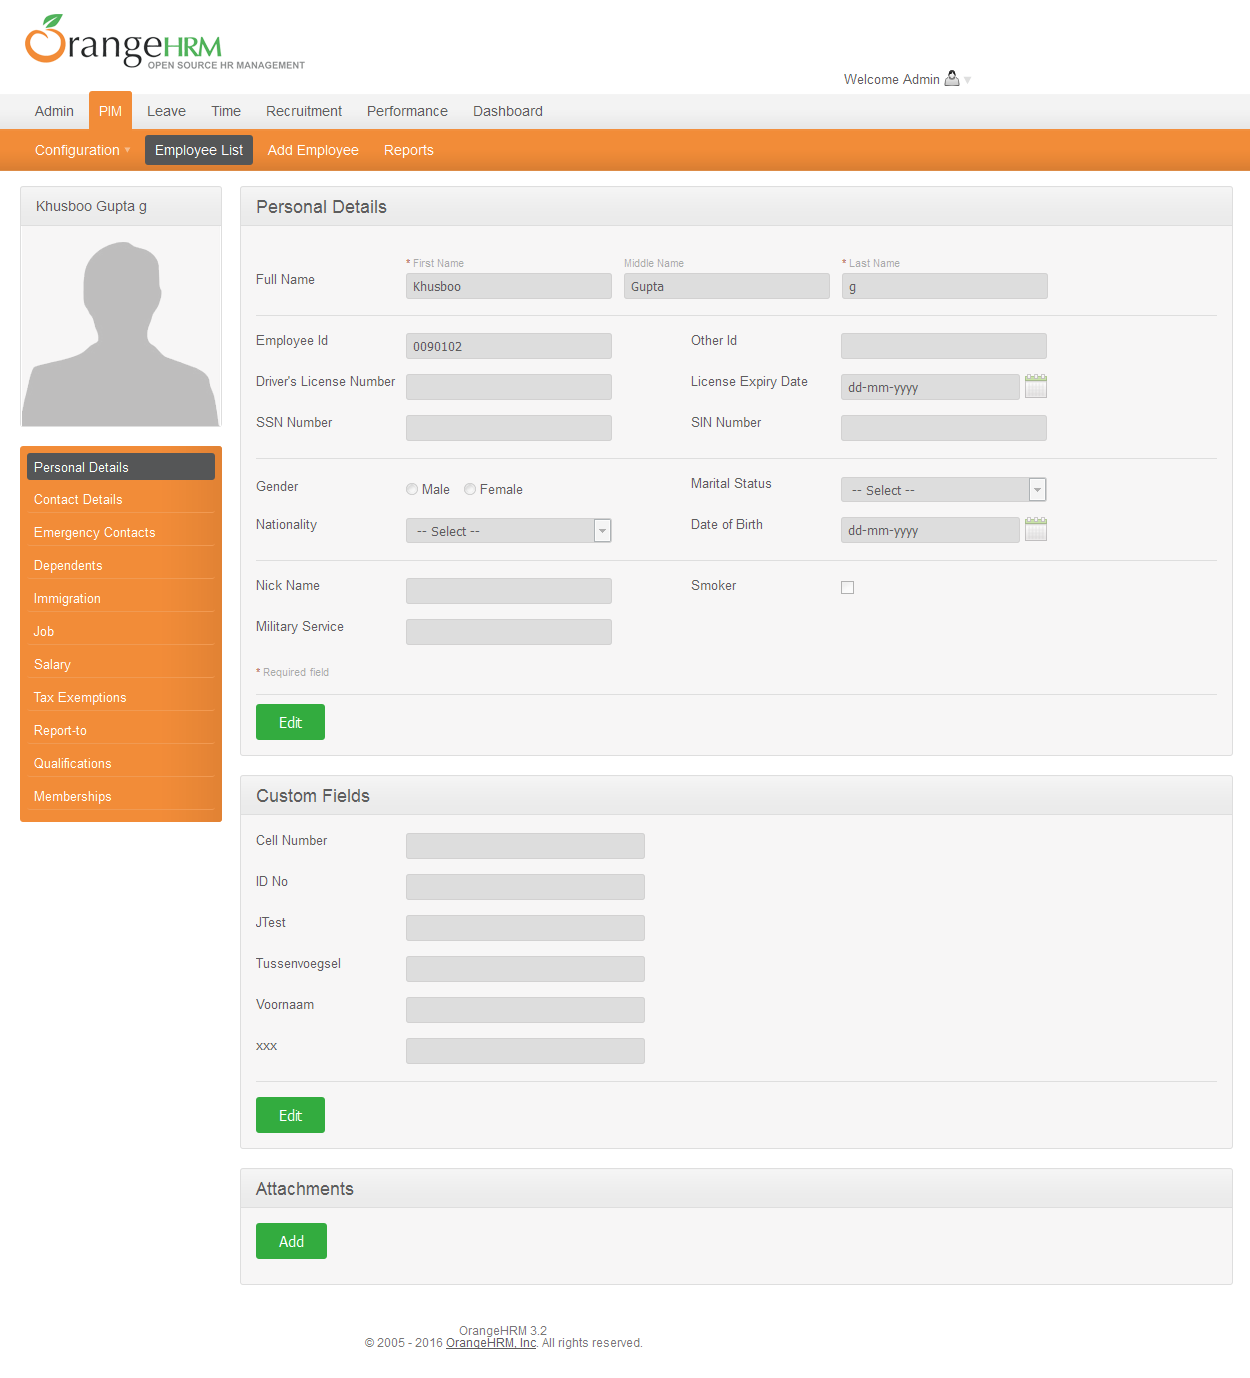 OrangeHRM
OPEN SOURCE HR MANAGEMENT
Welcome Admin
Admin PIM Leave Time Recruitment Performance Dashboard
Configuration Employee List Add Employee Reports
Khusboo Gupta g
Personal Details
Contact Details
Emergency Contacts
Dependents
Immigration
Job
Salary
Tax Exemptions
Report-to
Qualifications
Memberships
Personal Details
* First Name Middle Name * Last Name
Full Name Khusboo Gupta g
Employee Id 0090102 Other Id
Driver's License Number License Expiry Date dd-mm-yyyy
SSN Number SIN Number
Gender Male Female Marital Status -- Select --
Nationality -- Select -- Date of Birth dd-mm-yyyy
Nick Name Smoker
Military Service
* Required field
Edit
Custom Fields
Cell Number
ID No
JTest
Tussenvoegsel
Voornaam
xxx
Edit
Attachments
Add
OrangeHRM 3.2
© 2005 - 2016 OrangeHRM, Inc. All rights reserved.